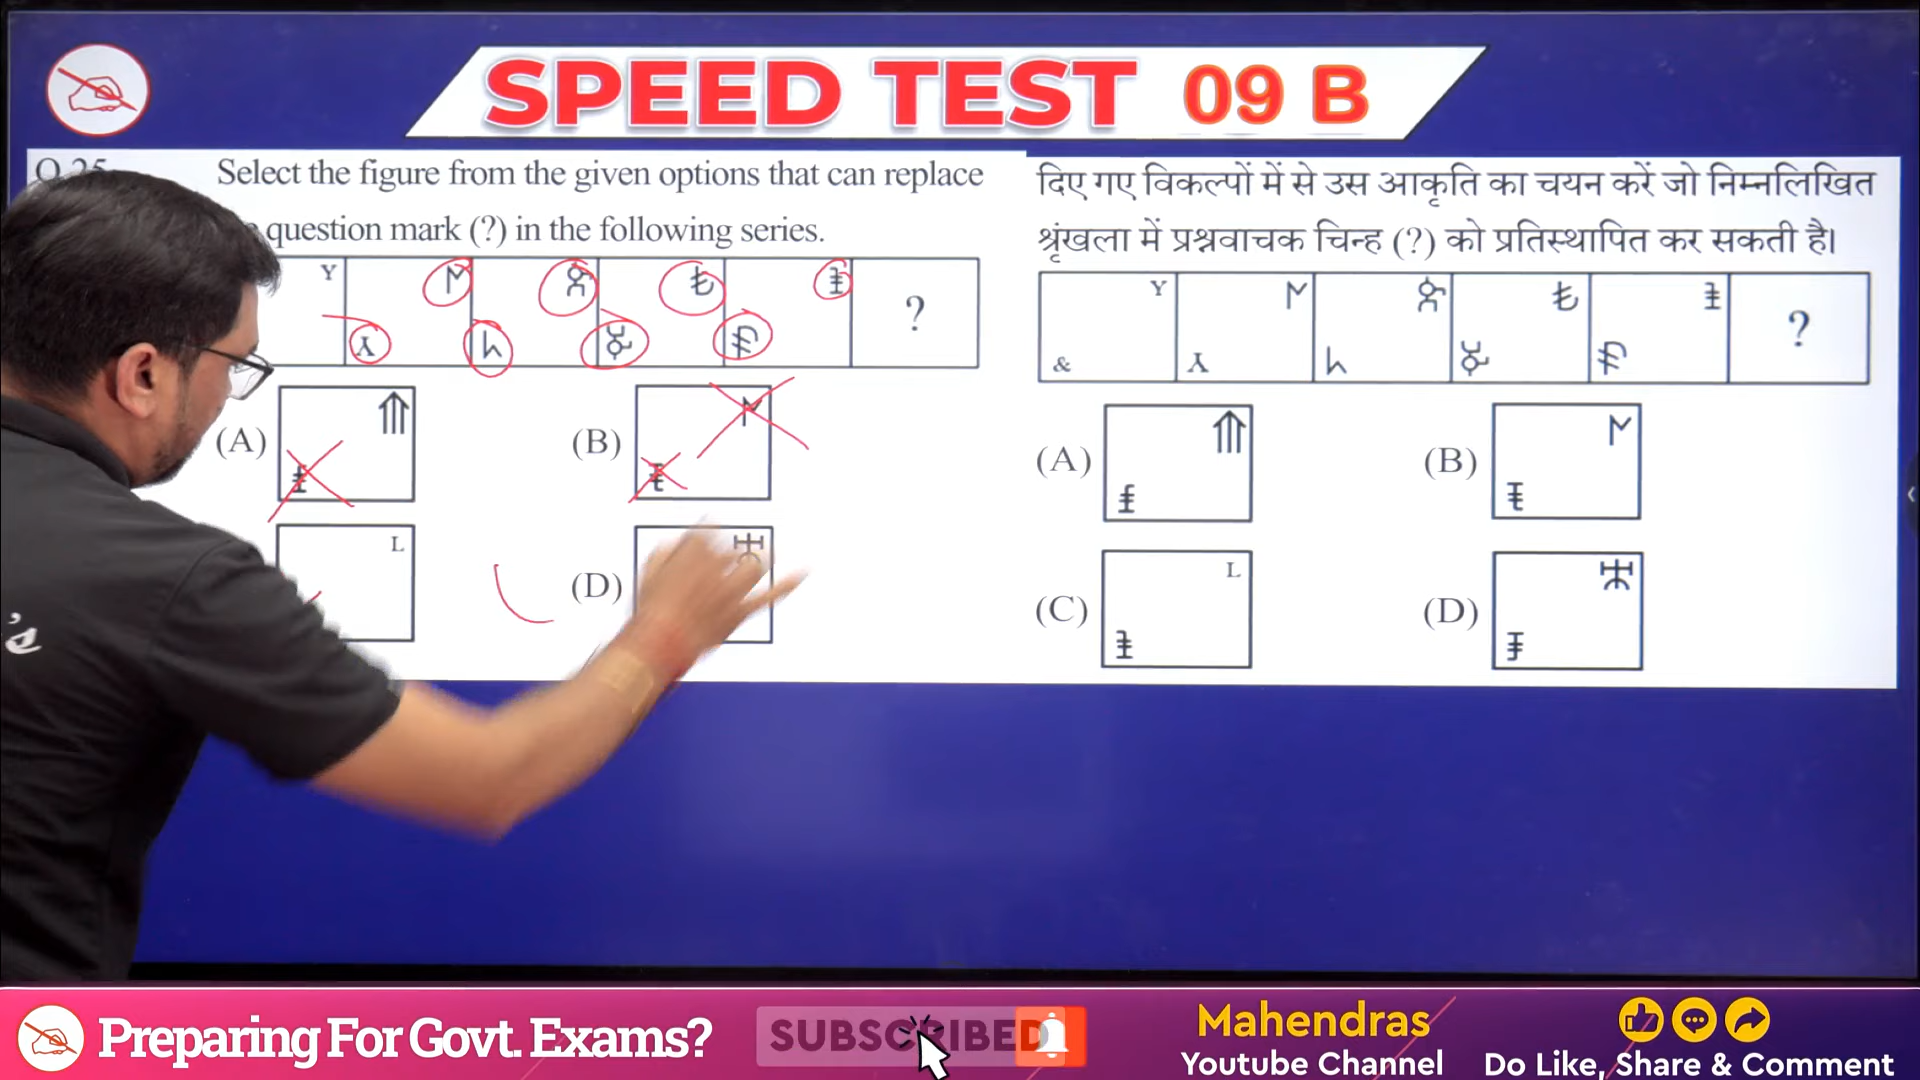 SPEED TEST 09 B
Q.25
Select the figure from the given options that can replace
question mark (?) in the following series.
Y
?
(A)
(B)
L
(D)
दिए गए विकल्पों में से उस आकृति का चयन करें जो निम्नलिखित
श्रृंखला में प्रश्नवाचक चिन्ह (?) को प्रतिस्थापित कर सकती है।
Y
&
?
(A)
(B)
(C)
L
(D)
Preparing For Govt. Exams?
SUBSCRIBED
Mahendras
Youtube Channel
Do Like, Share & Comment